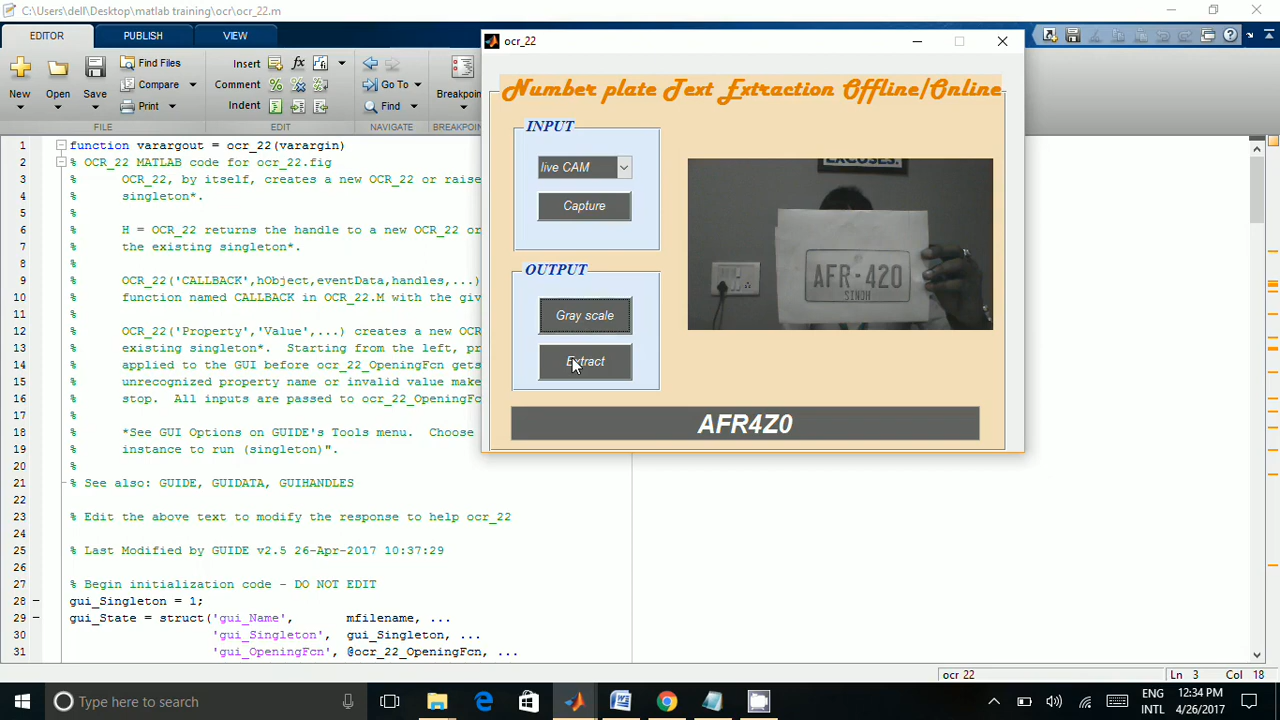 C:\Users\dell\Desktop\matlab training\ocr\ocr_22.m
EDITOR PUBLISH VIEW
New Open Save
Find Files
Compare
Print
FILE
Insert
Comment
Indent
EDIT
Go To
Find
NAVIGATE
Breakpoin
BREAKPOIN
1 function varargout = ocr_22(varargin)
2 % OCR_22 MATLAB code for ocr_22.fig
3 % OCR_22, by itself, creates a new OCR_22 or raise
4 % singleton*.
5 %
6 % H = OCR_22 returns the handle to a new OCR_22 or
7 % the existing singleton*.
8 %
9 % OCR_22('CALLBACK',hObject,eventData,handles,...)
10 % function named CALLBACK in OCR_22.M with the giv
11 %
12 % OCR_22('Property','Value',...) creates a new OCR
13 % existing singleton*.  Starting from the left, pr
14 % applied to the GUI before ocr_22_OpeningFcn gets
15 % unrecognized property name or invalid value make
16 % stop.  All inputs are passed to ocr_22_OpeningFc
17 %
18 % *See GUI Options on GUIDE's Tools menu.  Choose
19 % instance to run (singleton)".
20 %
21 % See also: GUIDE, GUIDATA, GUIHANDLES
22
23 % Edit the above text to modify the response to help ocr_22
24
25 % Last Modified by GUIDE v2.5 26-Apr-2017 10:37:29
26
27 % Begin initialization code - DO NOT EDIT
28 gui_Singleton = 1;
29 gui_State = struct('gui_Name', mfilename, ...
30 'gui_Singleton', gui_Singleton, ...
31 'gui_OpeningFcn', @ocr_22_OpeningFcn, ...
ocr_22
Number plate Text Extraction Offline/Online
INPUT
live CAM
Capture
OUTPUT
Gray scale
Extract
EXCUSES.
AFR-420
SINDH
AFR4Z0
ocr 22 Ln 3 Col 18
Type here to search
ENG
INTL
12:34 PM
4/26/2017